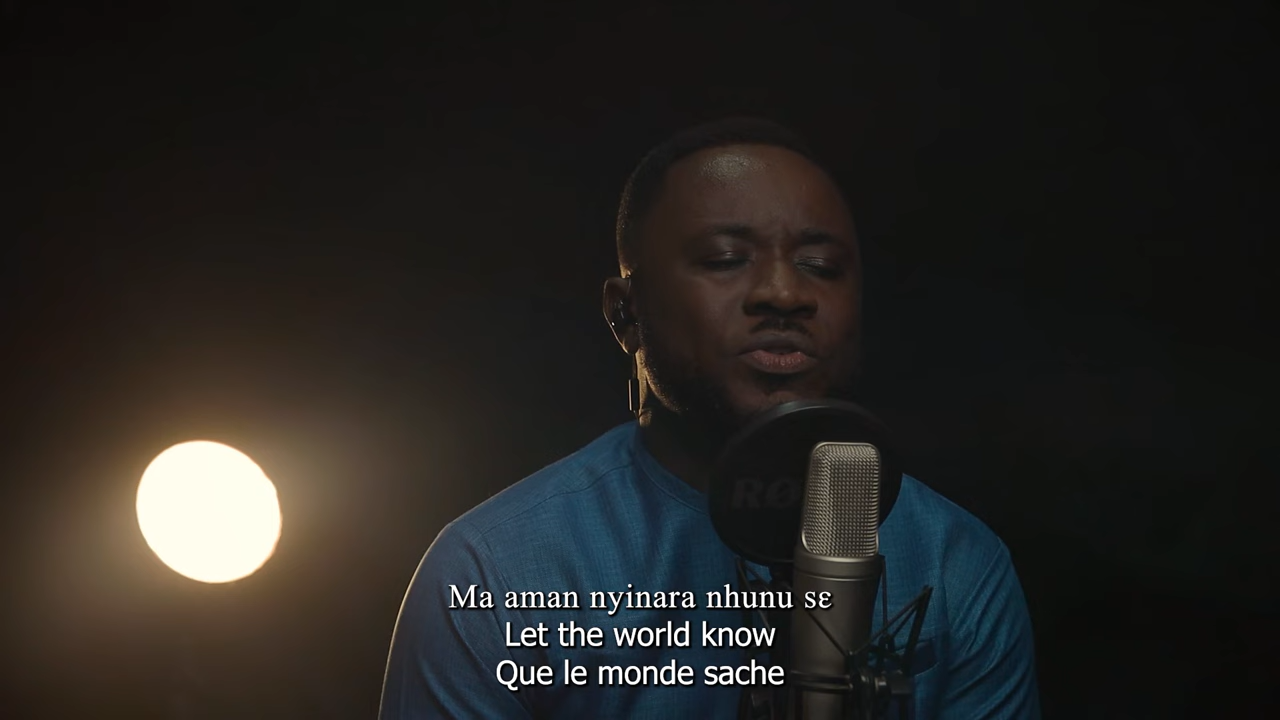 Ma aman nyinara nhunu sɛ
Let the world know
Que le monde sache